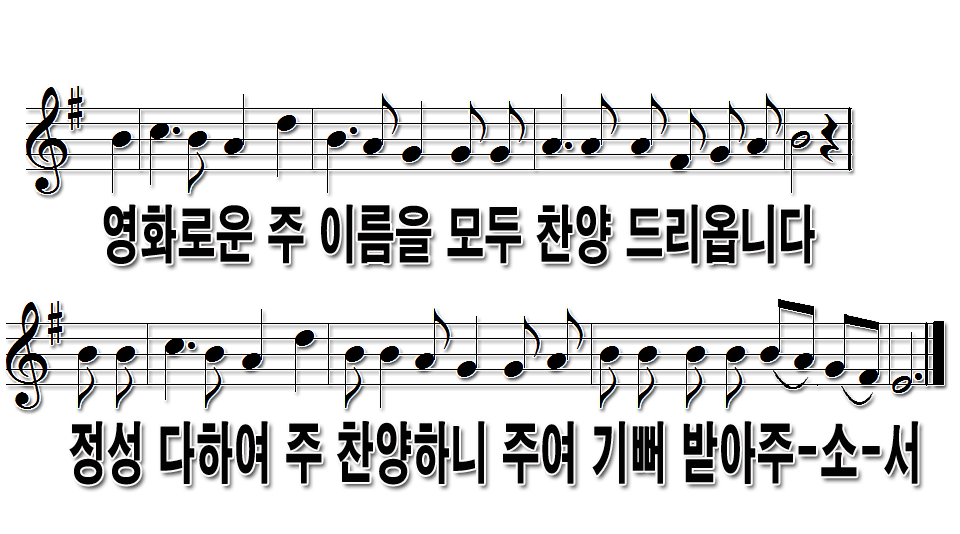 영화로운 주 이름을 모두 찬양 드리옵니다
정성 다하여 주 찬양하니 주여 기뻐 받아주-소-서